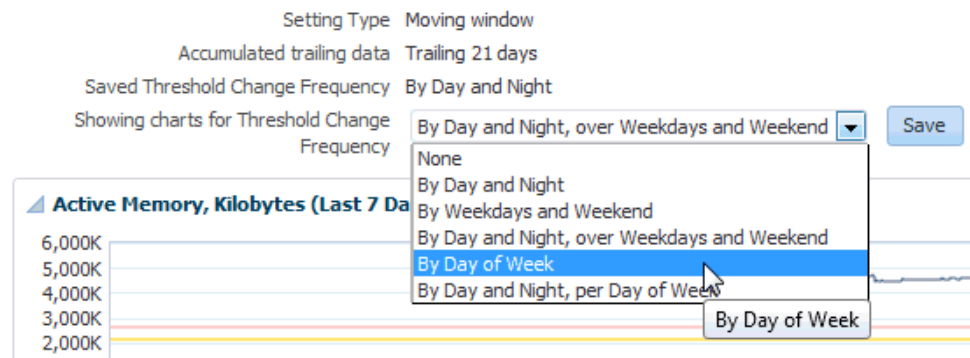 Setting Type Moving window
Accumulated trailing data Trailing 21 days
Saved Threshold Change Frequency By Day and Night
Showing charts for Threshold Change Frequency By Day and Night, over Weekdays and Weekend Save
None
By Day and Night
By Weekdays and Weekend
By Day and Night, over Weekdays and Weekend
By Day of Week
By Day and Night, per Day of Week
By Day of Week
Active Memory, Kilobytes (Last 7 Da
6,000K
5,000K
4,000K
3,000K
2,000K